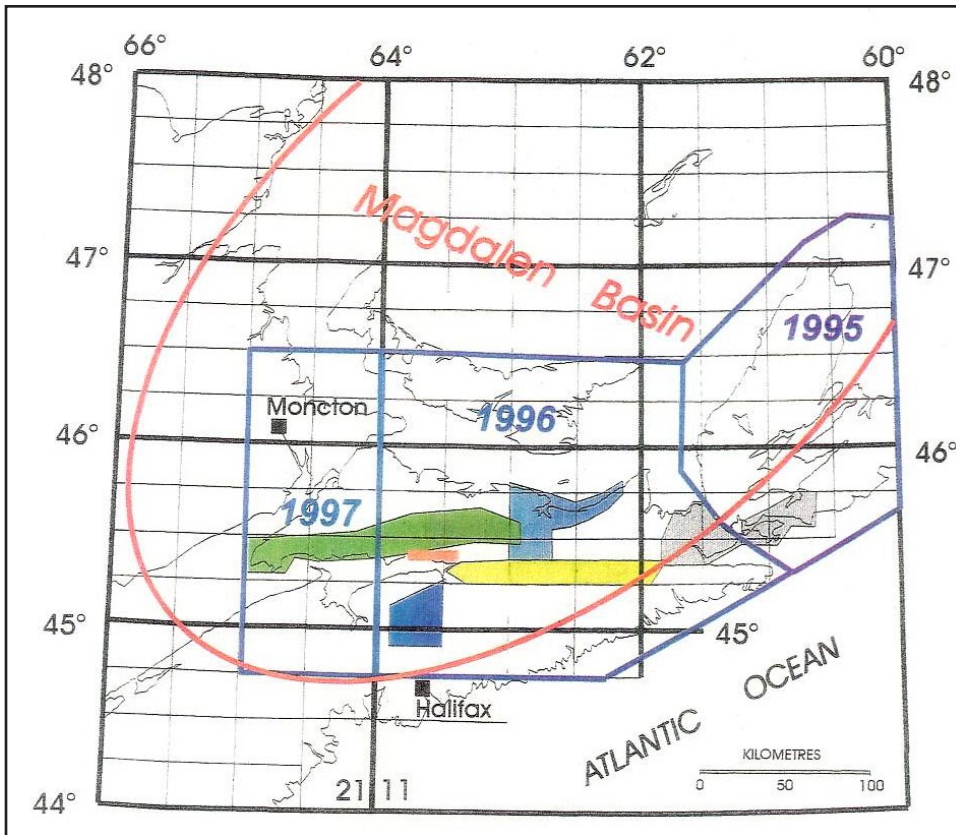 66° 64° 62° 60°
48° 48°
Magdalen Basin
47° 47°
1995
Moncton
1996
46° 46°
1997
45° 45°
Halifax
ATLANTIC OCEAN
KILOMETRES
0 50 100
21 11
44°